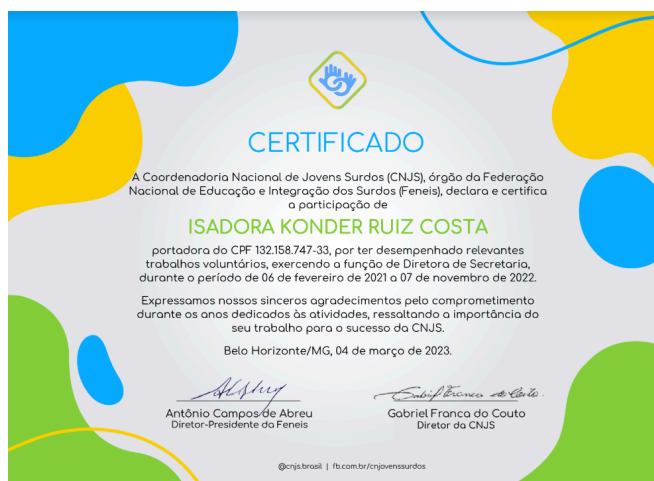 CERTIFICADO
A Coordenadoria Nacional de Jovens Surdos (CNJS), órgão da Federação
Nacional de Educação e Integração dos Surdos (Feneis), declara e certifica
a participação de
ISADORA KONDER RUIZ COSTA
portadora do CPF 132.158.747-33, por ter desempenhado relevantes
trabalhos voluntários, exercendo a função de Diretora de Secretaria,
durante o período de 06 de fevereiro de 2021 a 07 de novembro de 2022.
Expressamos nossos sinceros agradecimentos pelo comprometimento
durante os anos dedicados às atividades, ressaltando a importância do
seu trabalho para o sucesso da CNJS.
Belo Horizonte/MG, 04 de março de 2023.
Gabriel Franca do Couto.
Antônio Campos de Abreu
Gabriel Franca do Couto
Diretor-Presidente da Feneis
Diretor da CNJS
@cnjs.brasil | fb.com.br/cnjovenssurdos